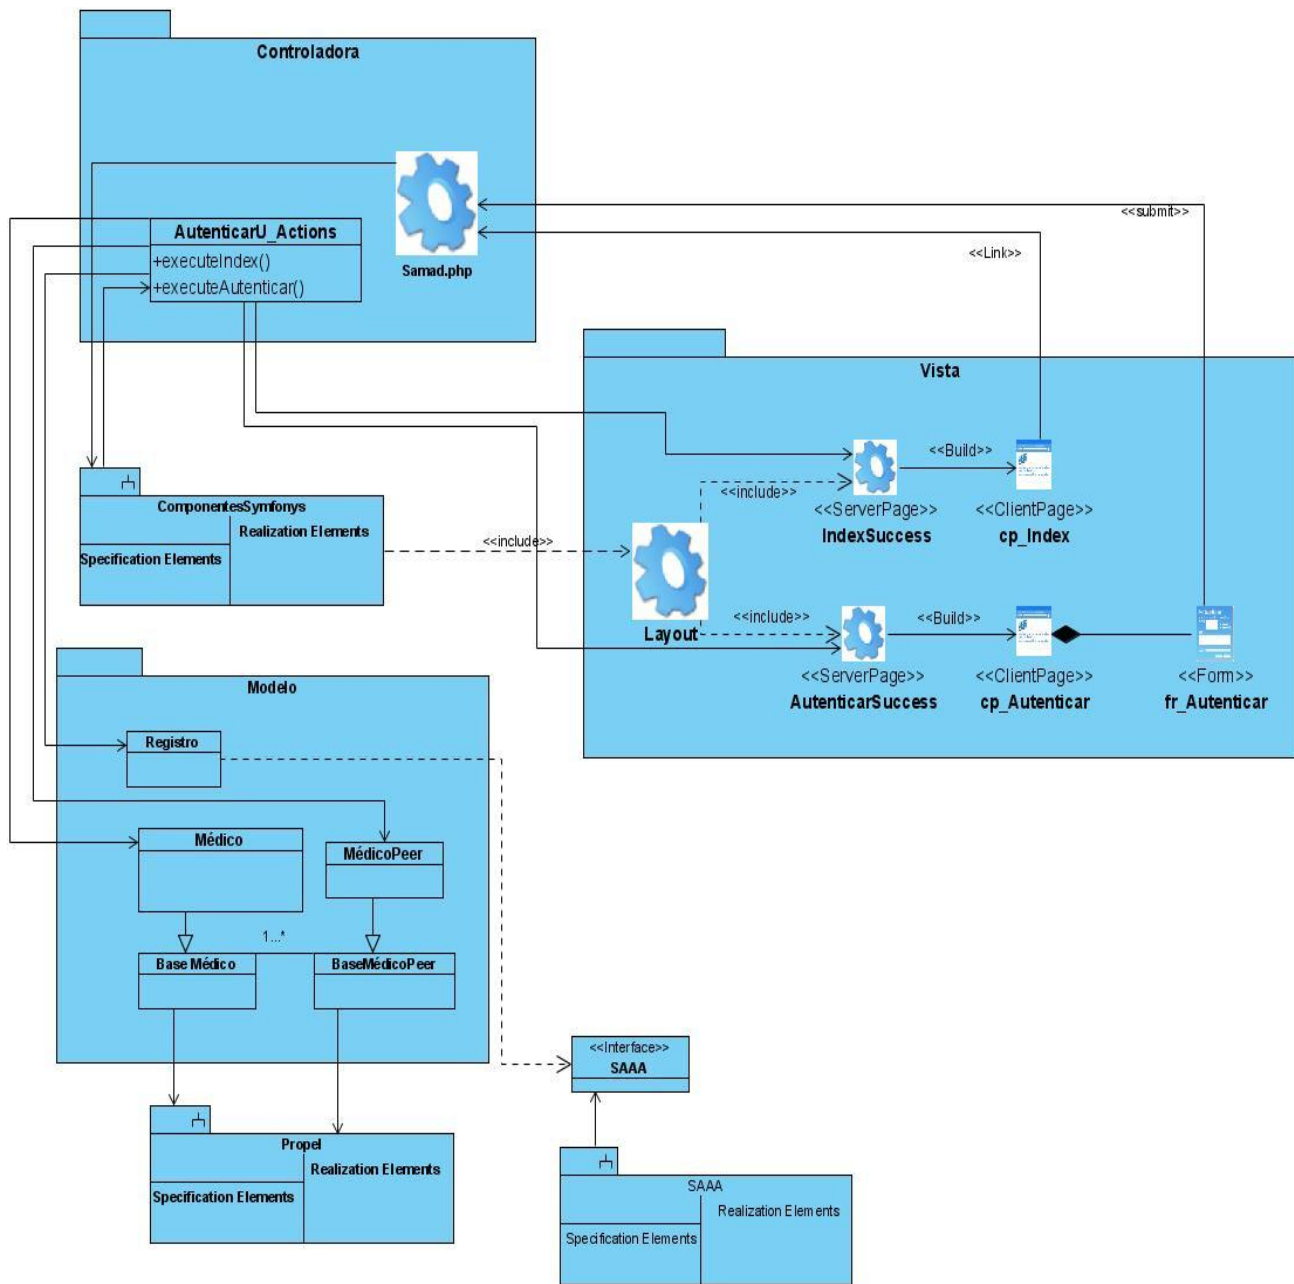 Controladora
AutenticarU_Actions
+executeIndex()
+executeAutenticar()
Samad.php
<<submit>>
<<Link>>
Vista
<<Build>>
<<include>>
<<ServerPage>>
IndexSuccess
<<ClientPage>>
cp_Index
ComponentesSymfonys
Realization Elements
Specification Elements
<<include>>
Layout
<<include>>
<<Build>>
<<ServerPage>>
AutenticarSuccess
<<ClientPage>>
cp_Autenticar
<<Form>>
fr_Autenticar
Modelo
Registro
Médico
MédicoPeer
1...*
Base Médico
BaseMédicoPeer
<<Interface>>
SAAA
Propel
Realization Elements
Specification Elements
SAAA
Realization Elements
Specification Elements